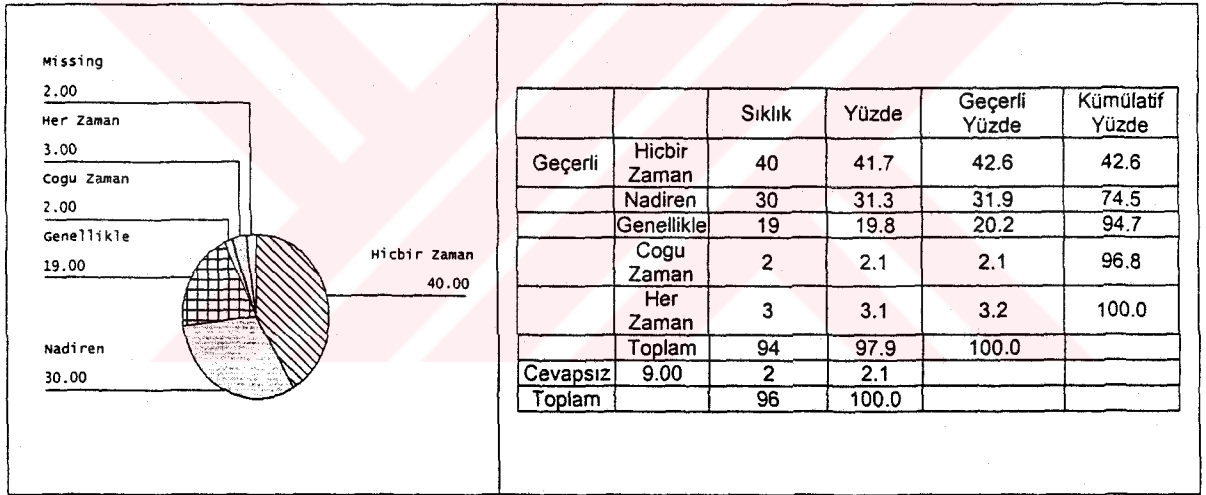 Missing
2.00
Her Zaman
3.00
Cogu Zaman
2.00
Genellikle
19.00
Nadiren
30.00
Hicbir Zaman
40.00
Sıklık Yüzde Geçerli Yüzde Kümülatif Yüzde
Geçerli Hicbir Zaman 40 41.7 42.6 42.6
Nadiren 30 31.3 31.9 74.5
Genellikle 19 19.8 20.2 94.7
Cogu Zaman 2 2.1 2.1 96.8
Her Zaman 3 3.1 3.2 100.0
Toplam 94 97.9 100.0
Cevapsız 9.00 2 2.1
Toplam 96 100.0